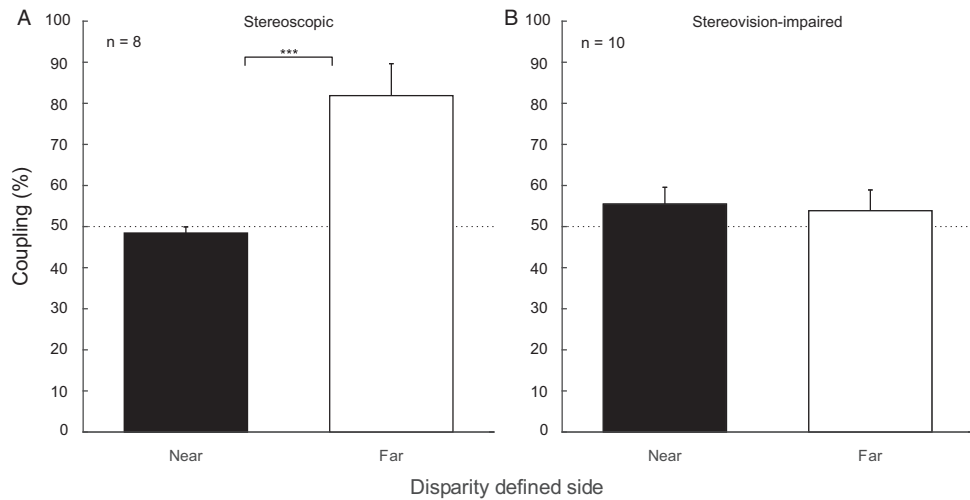 A
Stereoscopic
n = 8
***
100
90
80
70
60
50
40
30
20
10
0
Near
Far
B
Stereovision-impaired
n = 10
100
90
80
70
60
50
40
30
20
10
0
Near
Far
Coupling (%)
Disparity defined side